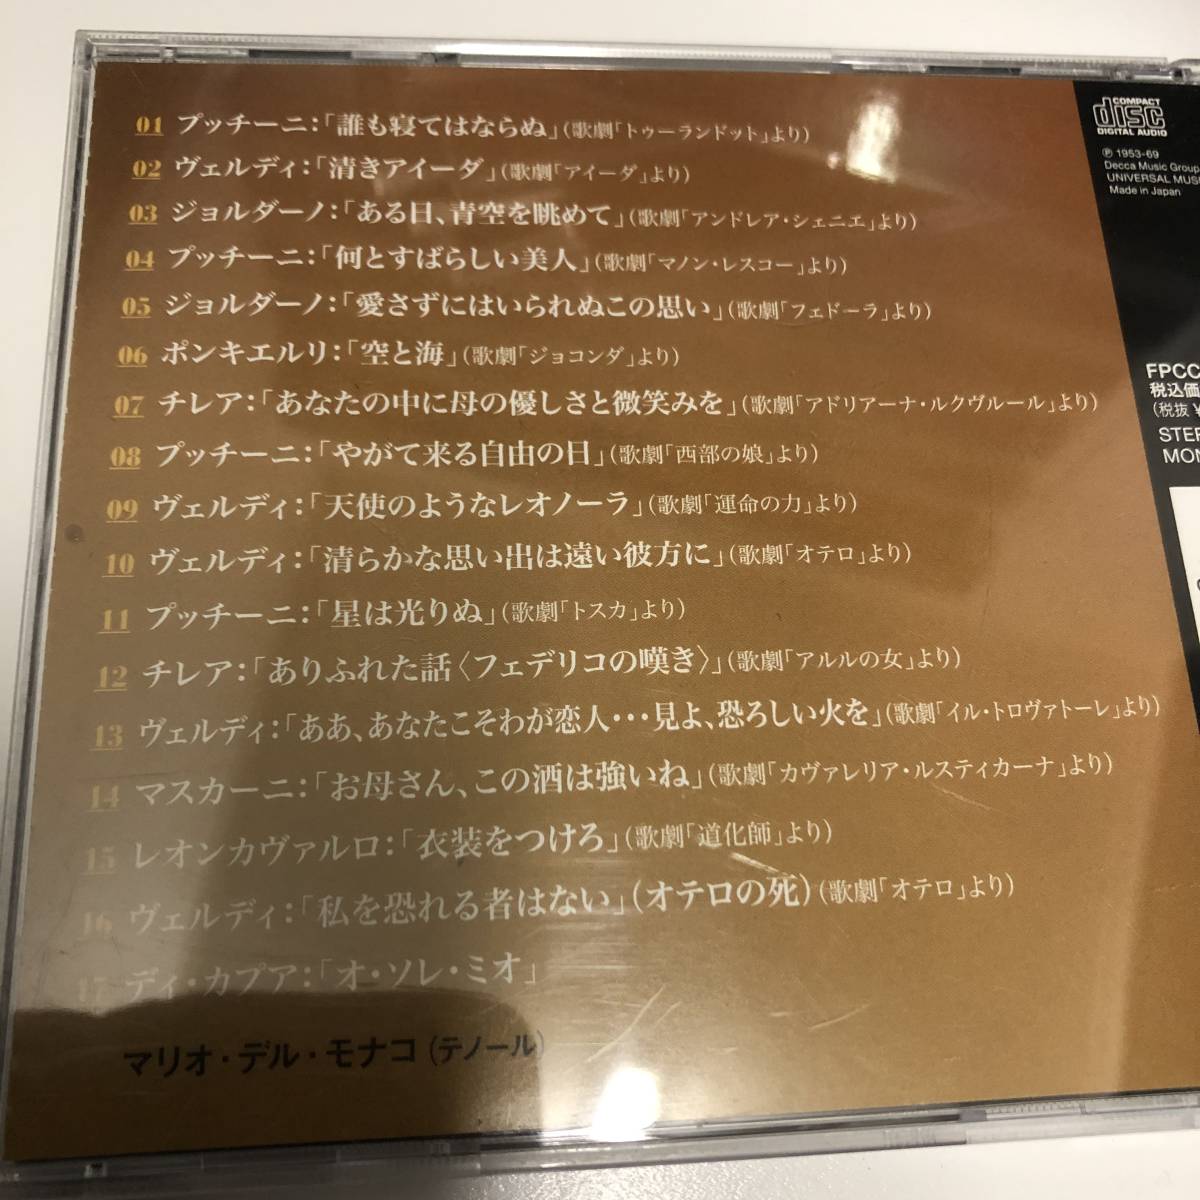 01 プッチーニ:「誰も寝てはならぬ」(歌劇「トゥーランドット」より)
02 ヴェルディ:「清きアイーダ」(歌劇「アイーダ」より)
03 ジョルダーノ:「ある日、青空を眺めて」(歌劇「アンドレア・シェニエ」より)
04 プッチーニ:「何とすばらしい美人」(歌劇「マノン・レスコー」より)
05 ジョルダーノ:「愛さずにはいられぬこの思い」(歌劇「フェドーラ」より)
06 ポンキエルリ:「空と海」(歌劇「ジョコンダ」より)
07 チレア:「あなたの中に母の優しさと微笑みを」(歌劇「アドリアーナ・ルクヴルール」より)
08 プッチーニ:「やがて来る自由の日」(歌劇「西部の娘」より)
09 ヴェルディ:「天使のようなレオノーラ」(歌劇「運命の力」より)
10 ヴェルディ:「清らかな思い出は遠い彼方に」(歌劇「オテロ」より)
11 プッチーニ:「星は光りぬ」(歌劇「トスカ」より)
12 チレア:「ありふれた話〈フェデリコの嘆き〉」(歌劇「アルルの女」より)
13 ヴェルディ:「ああ、あなたこそわが恋人・・・見よ、恐ろしい火を」(歌劇「イル・トロヴァトーレ」より)
14 マスカーニ:「お母さん、この酒は強いね」(歌劇「カヴァレリア・ルスティカーナ」より)
15 レオンカヴァルロ:「衣装をつけろ」(歌劇「道化師」より)
16 ヴェルディ:「私を恐れる者はない」(オテロの死)(歌劇「オテロ」より)
17 ディ・カプア:「オ・ソレ・ミオ」
マリオ・デル・モナコ(テノール)
COMPACT
disc
DIGITAL AUDIO
℗ 1953-69
Decca Music Group
UNIVERSAL MUS
Made in Japan
FPCC
税込価
(税抜 ¥
STER
MON